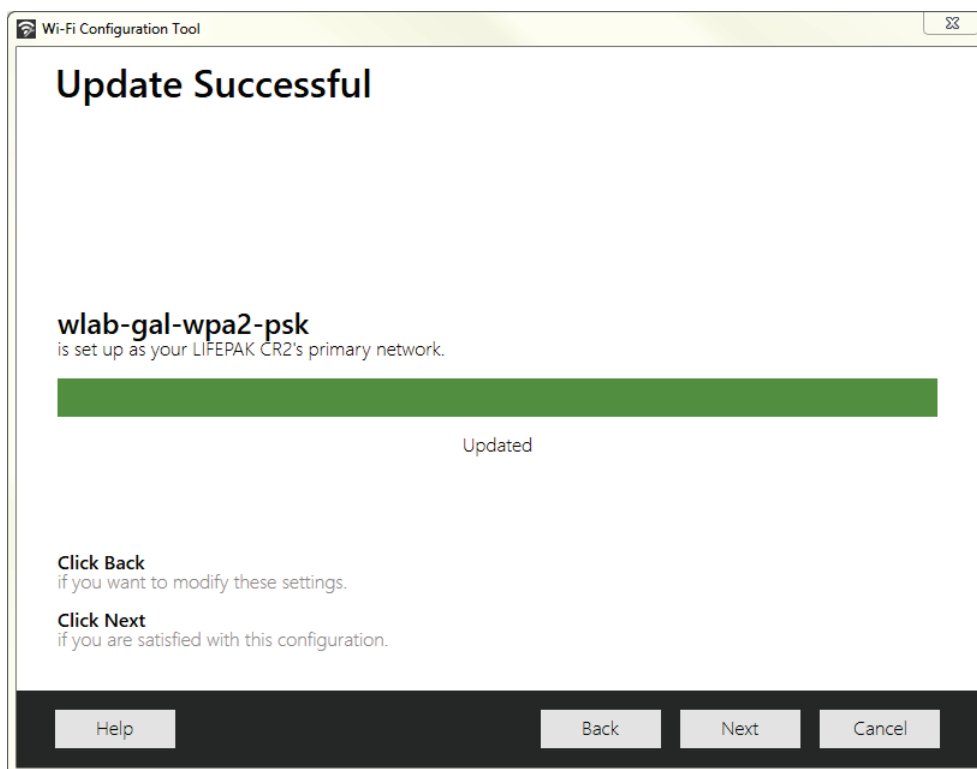 Wi-Fi Configuration Tool
Update Successful
wlab-gal-wpa2-psk
is set up as your LIFEPAK CR2's primary network.
Updated
Click Back
if you want to modify these settings.
Click Next
if you are satisfied with this configuration.
Help Back Next Cancel